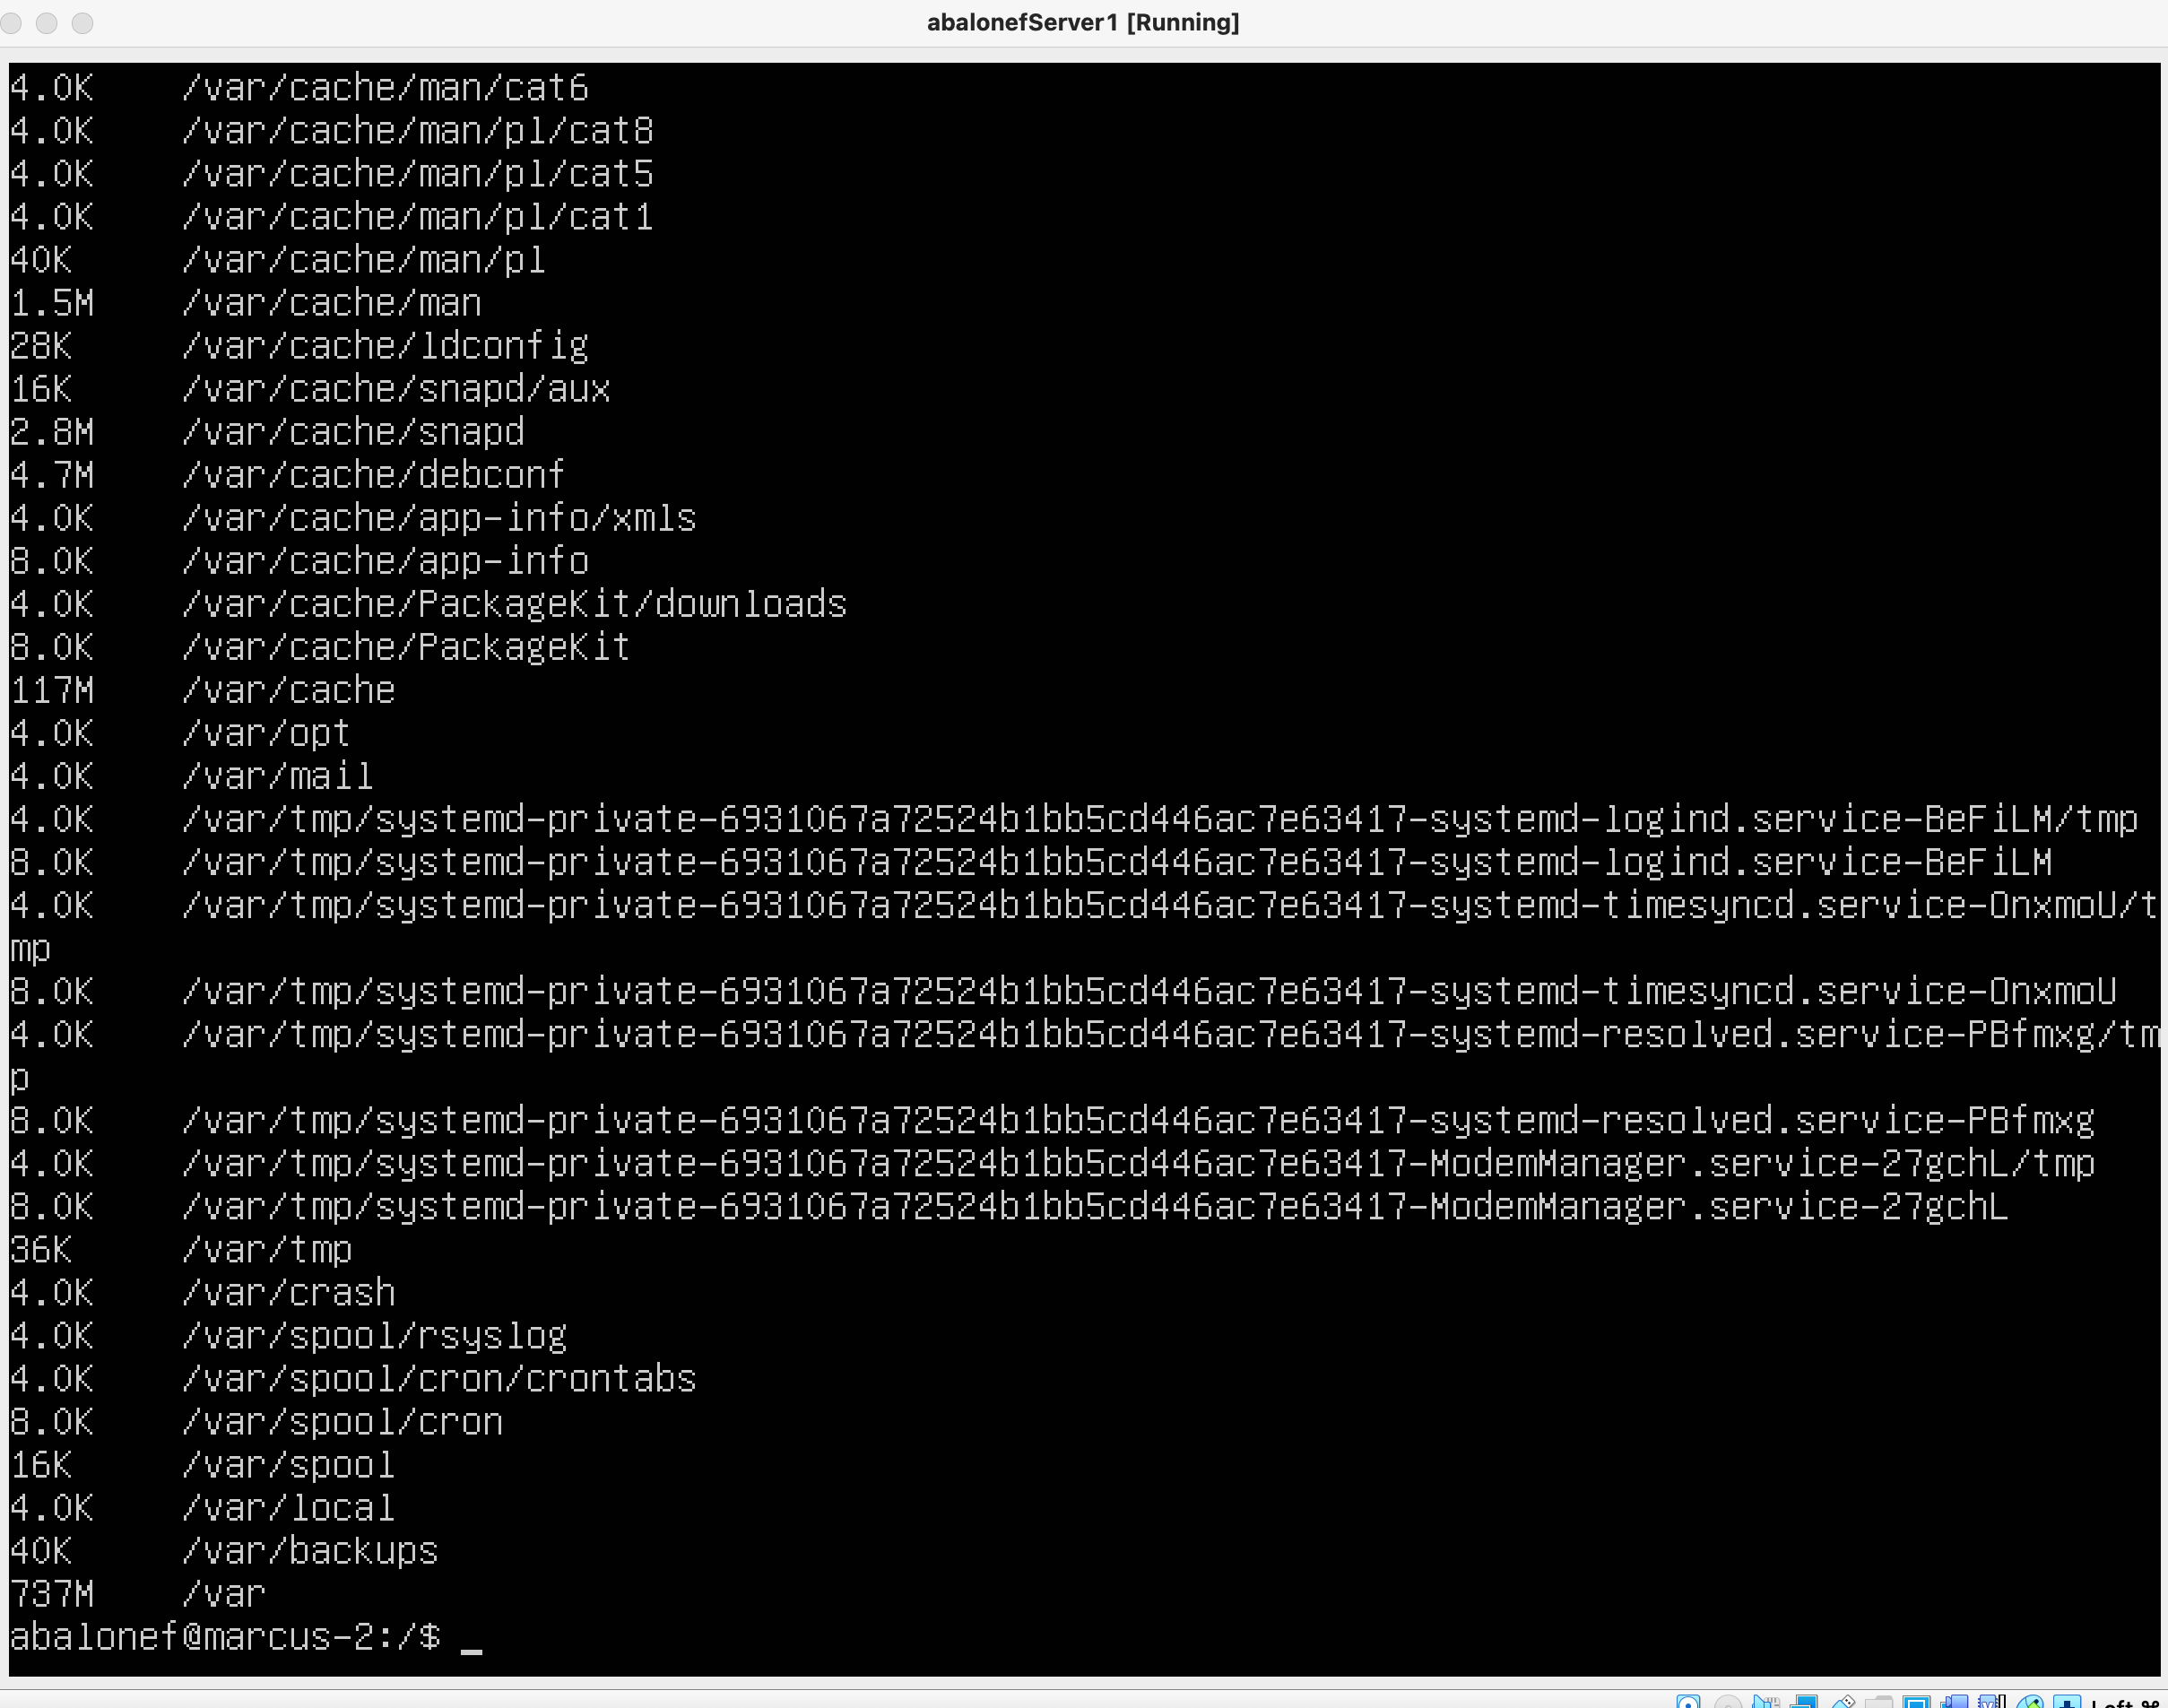 abalonefServer1 [Running]
4.0K /var/cache/man/cat6
4.0K /var/cache/man/pl/cat8
4.0K /var/cache/man/pl/cat5
4.0K /var/cache/man/pl/cat1
40K /var/cache/man/pl
1.5M /var/cache/man
28K /var/cache/ldconfig
16K /var/cache/snapd/aux
2.8M /var/cache/snapd
4.7M /var/cache/debconf
4.0K /var/cache/app-info/xmls
8.0K /var/cache/app-info
4.0K /var/cache/PackageKit/downloads
8.0K /var/cache/PackageKit
117M /var/cache
4.0K /var/opt
4.0K /var/mail
4.0K /var/tmp/systemd-private-6931067a72524b1bb5cd446ac7e63417-systemd-logind.service-BeFiLM/tmp
8.0K /var/tmp/systemd-private-6931067a72524b1bb5cd446ac7e63417-systemd-logind.service-BeFiLM
4.0K /var/tmp/systemd-private-6931067a72524b1bb5cd446ac7e63417-systemd-timesyncd.service-OnxmoU/t
mp
8.0K /var/tmp/systemd-private-6931067a72524b1bb5cd446ac7e63417-systemd-timesyncd.service-OnxmoU
4.0K /var/tmp/systemd-private-6931067a72524b1bb5cd446ac7e63417-systemd-resolved.service-PBfmxg/tm
p
8.0K /var/tmp/systemd-private-6931067a72524b1bb5cd446ac7e63417-systemd-resolved.service-PBfmxg
4.0K /var/tmp/systemd-private-6931067a72524b1bb5cd446ac7e63417-ModemManager.service-27gchL/tmp
8.0K /var/tmp/systemd-private-6931067a72524b1bb5cd446ac7e63417-ModemManager.service-27gchL
36K /var/tmp
4.0K /var/crash
4.0K /var/spool/rsyslog
4.0K /var/spool/cron/crontabs
8.0K /var/spool/cron
16K /var/spool
4.0K /var/local
40K /var/backups
737M /var
abalonef@marcus-2:/$ _
Left ⌘